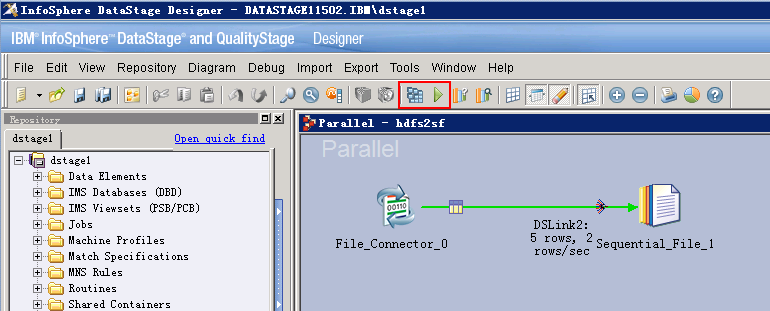 InfoSphere DataStage Designer - DATASTAGE11502.IBM\dstage1
IBM® InfoSphere™ DataStage® and QualityStage Designer
File Edit View Repository Diagram Debug Import Export Tools Window Help
Repository
dstage1 Open quick find
dstage1
Data Elements
IMS Databases (DBD)
IMS Viewsets (PSB/PCB)
Jobs
Machine Profiles
Match Specifications
MNS Rules
Routines
Shared Containers
Parallel - hdfs2sf
Parallel
00110
File_Connector_0
DSLink2:
5 rows, 2
rows/sec
Sequential_File_1